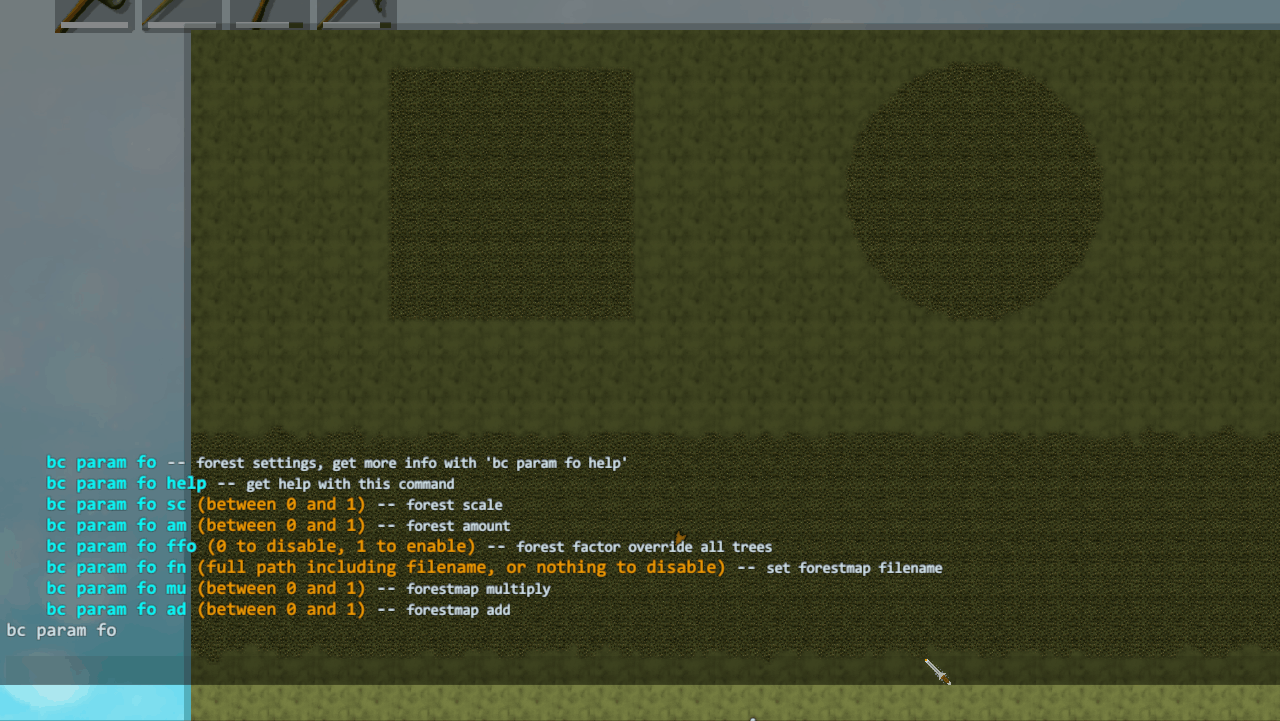 bc param fo -- forest settings, get more info with 'bc param fo help'
bc param fo help -- get help with this command
bc param fo sc (between 0 and 1) -- forest scale
bc param fo am (between 0 and 1) -- forest amount
bc param fo ffo (0 to disable, 1 to enable) -- forest factor override all trees
bc param fo fn (full path including filename, or nothing to disable) -- set forestmap filename
bc param fo mu (between 0 and 1) -- forestmap multiply
bc param fo ad (between 0 and 1) -- forestmap add
bc param fo